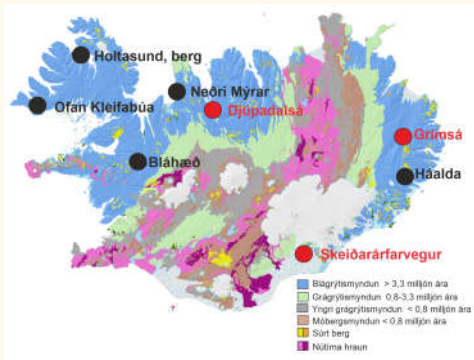 Holtasund, berg
Ofan Kleifabúa
Neðri Mýrar
Djúpadalsá
Grímsá
Bláhæð
Háalda
Skeiðarárfarvegur
Blágrýtismyndun > 3,3 milljón ára
Grágrýtismyndun 0,8-3,3 milljón ára
Yngri grágrýtismyndun < 0,8 milljón ára
Móbergsmyndun < 0,8 milljón ára
Súrt berg
Nútíma hraun